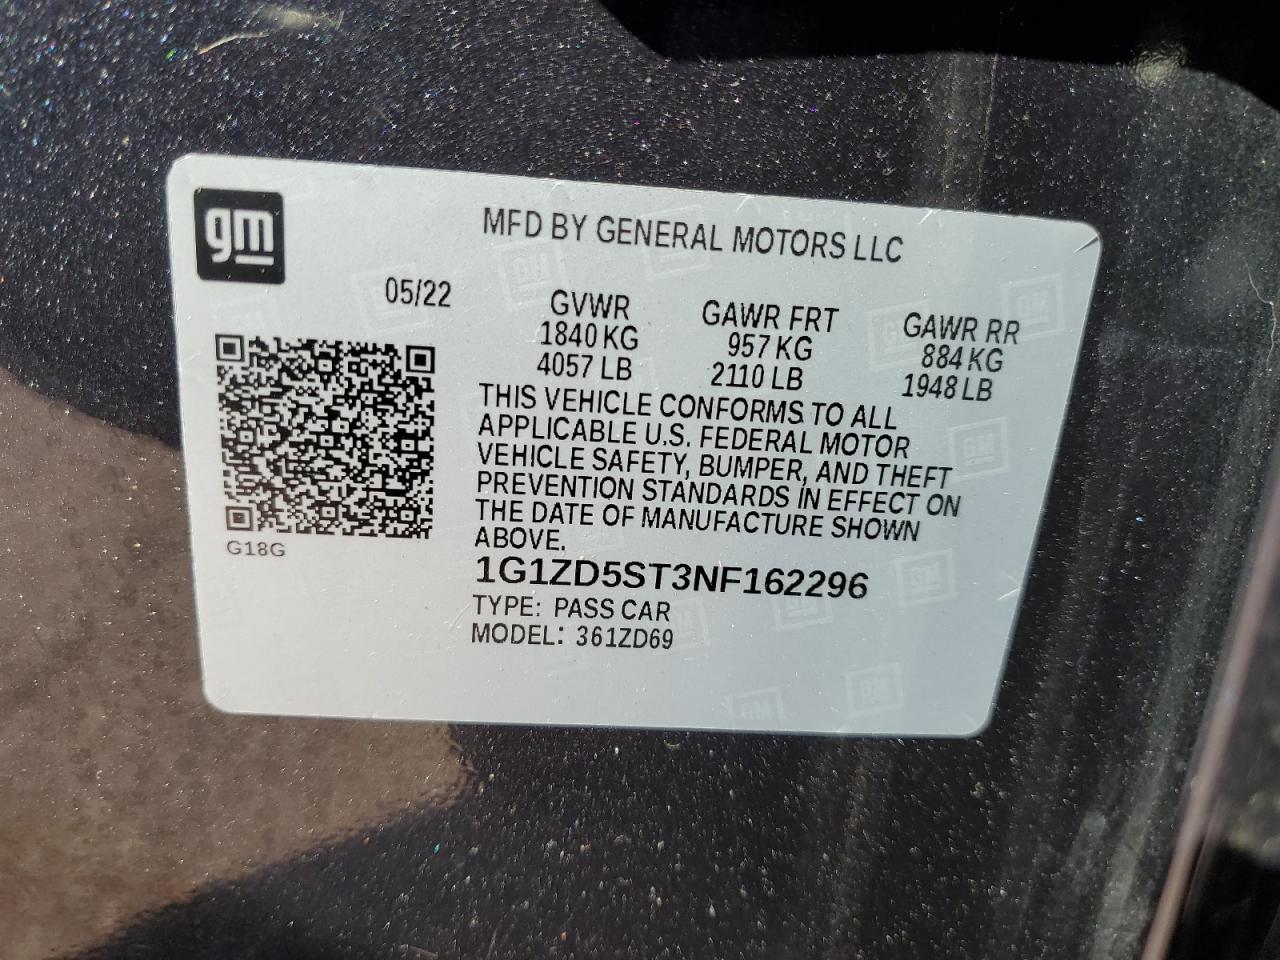 gm
MFD BY GENERAL MOTORS LLC
05/22
GVWR
1840 KG
4057 LB
GAWR FRT
957 KG
2110 LB
GAWR RR
884 KG
1948 LB
THIS VEHICLE CONFORMS TO ALL
APPLICABLE U.S. FEDERAL MOTOR
VEHICLE SAFETY, BUMPER, AND THEFT
PREVENTION STANDARDS IN EFFECT ON
THE DATE OF MANUFACTURE SHOWN
ABOVE.
1G1ZD5ST3NF162296
TYPE: PASS CAR
MODEL: 361ZD69
G18G